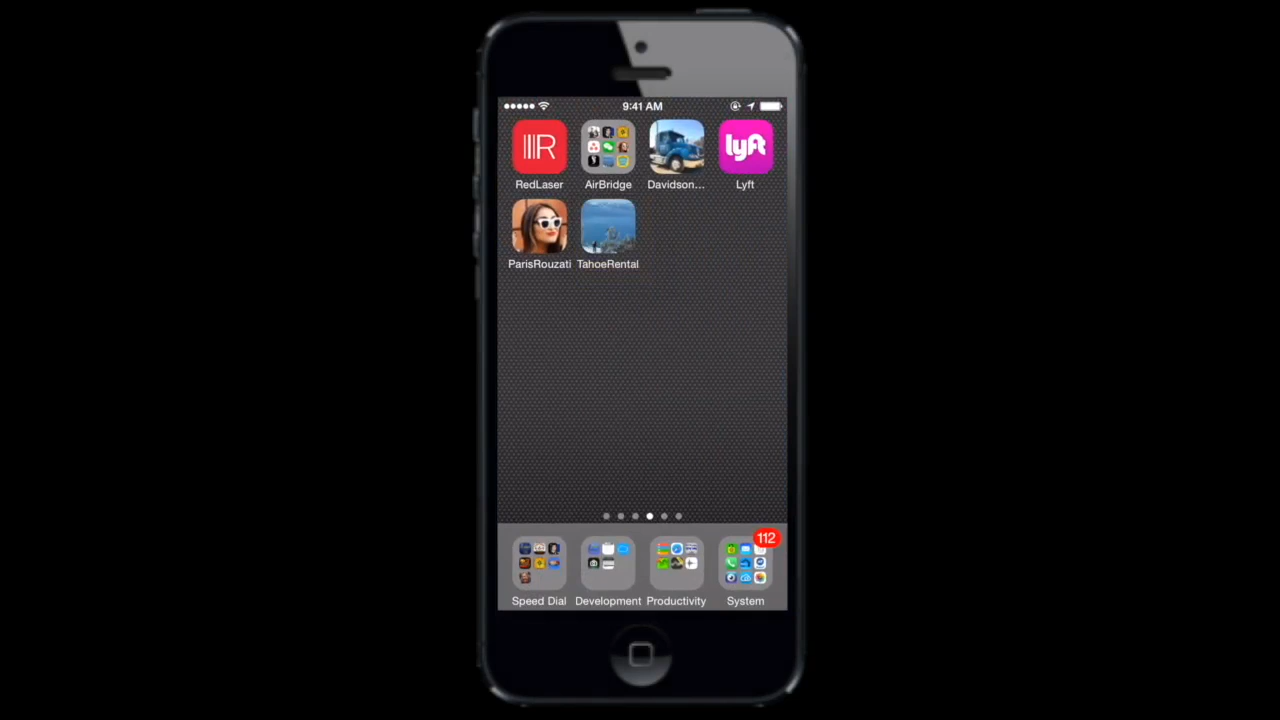 9:41 AM
R
lyft
RedLaser AirBridge Davidson... Lyft
ParisRouzati TahoeRental
112
Speed Dial Development Productivity System